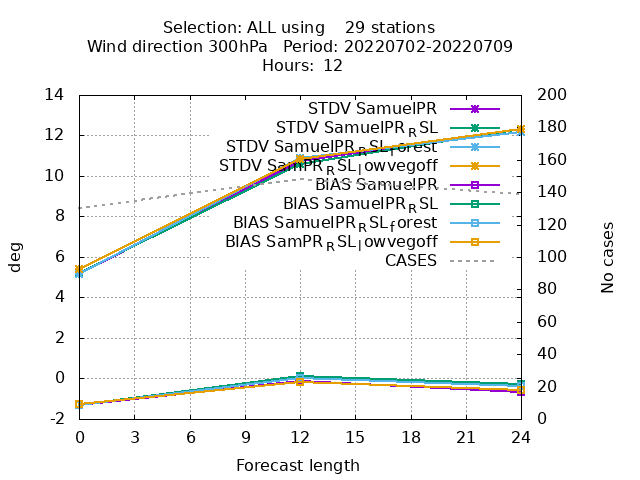 Selection: ALL using 29 stations
Wind direction 300hPa Period: 20220702-20220709
Hours: 12
14
12
10
8
6
4
2
0
-2
deg
STDV SamuelPR
STDV SamuelPR_RSL
STDV SamuelPR_RSL_forest
STDV SamPR_RSL_lowvegoff
BIAS SamuelPR
BIAS SamuelPR_RSL
BIAS SamuelPR_RSL_forest
BIAS SamPR_RSL_lowvegoff
CASES
200
180
160
140
120
100
80
60
40
20
0
No cases
0 3 6 9 12 15 18 21 24
Forecast length